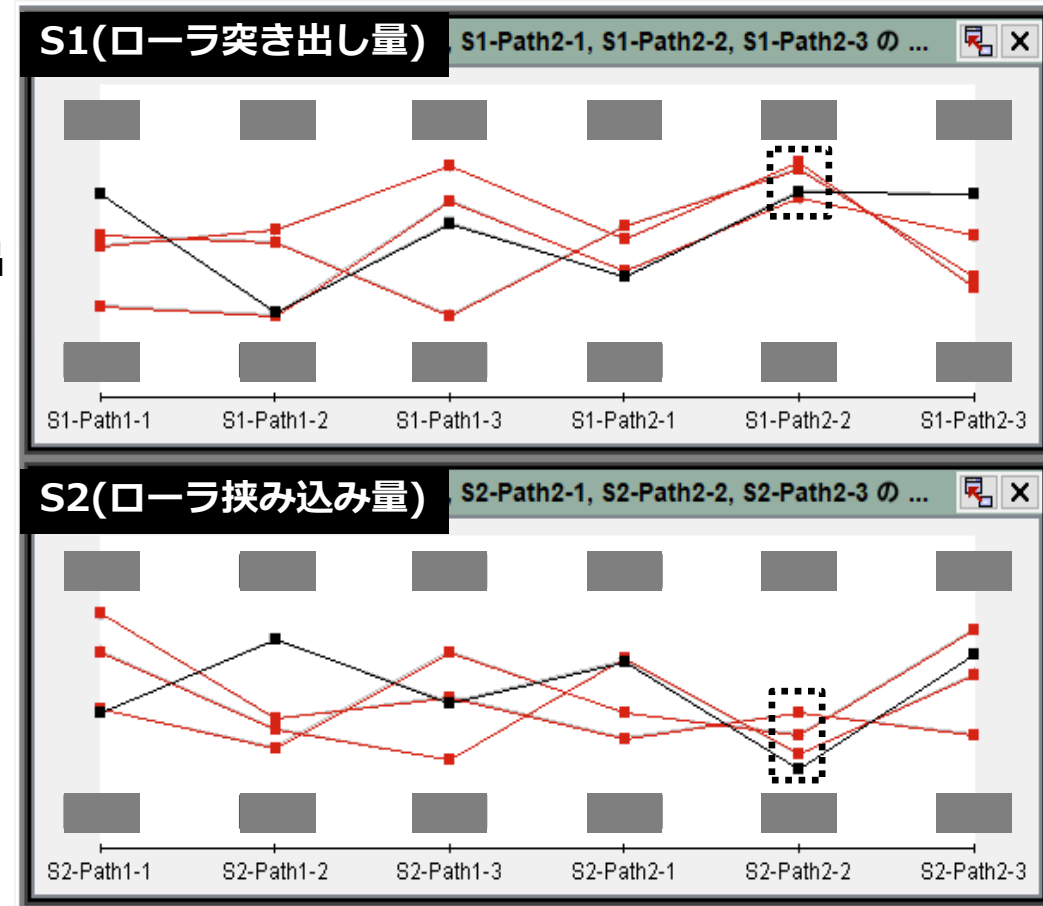 S1(ローラ突き出し量) , S1-Path2-1, S1-Path2-2, S1-Path2-3 の ...
S1-Path1-1 S1-Path1-2 S1-Path1-3 S1-Path2-1 S1-Path2-2 S1-Path2-3
S2(ローラ挟み込み量) , S2-Path2-1, S2-Path2-2, S2-Path2-3 の ...
S2-Path1-1 S2-Path1-2 S2-Path1-3 S2-Path2-1 S2-Path2-2 S2-Path2-3